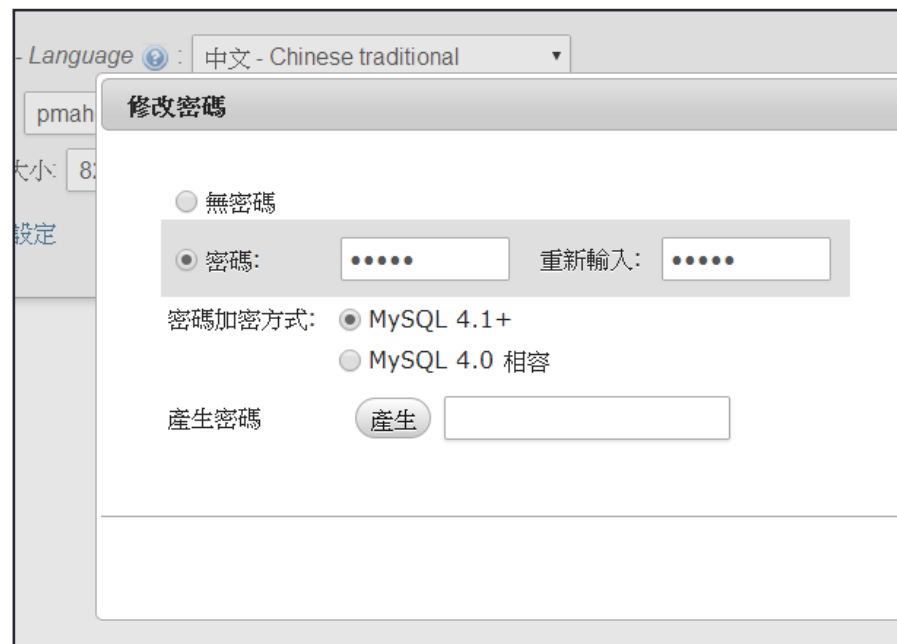 - Language : 中文 - Chinese traditional
pmah
大小: 82
設定
修改密碼
無密碼
密碼: ••••• 重新輸入: •••••
密碼加密方式: MySQL 4.1+
MySQL 4.0 相容
產生密碼 產生